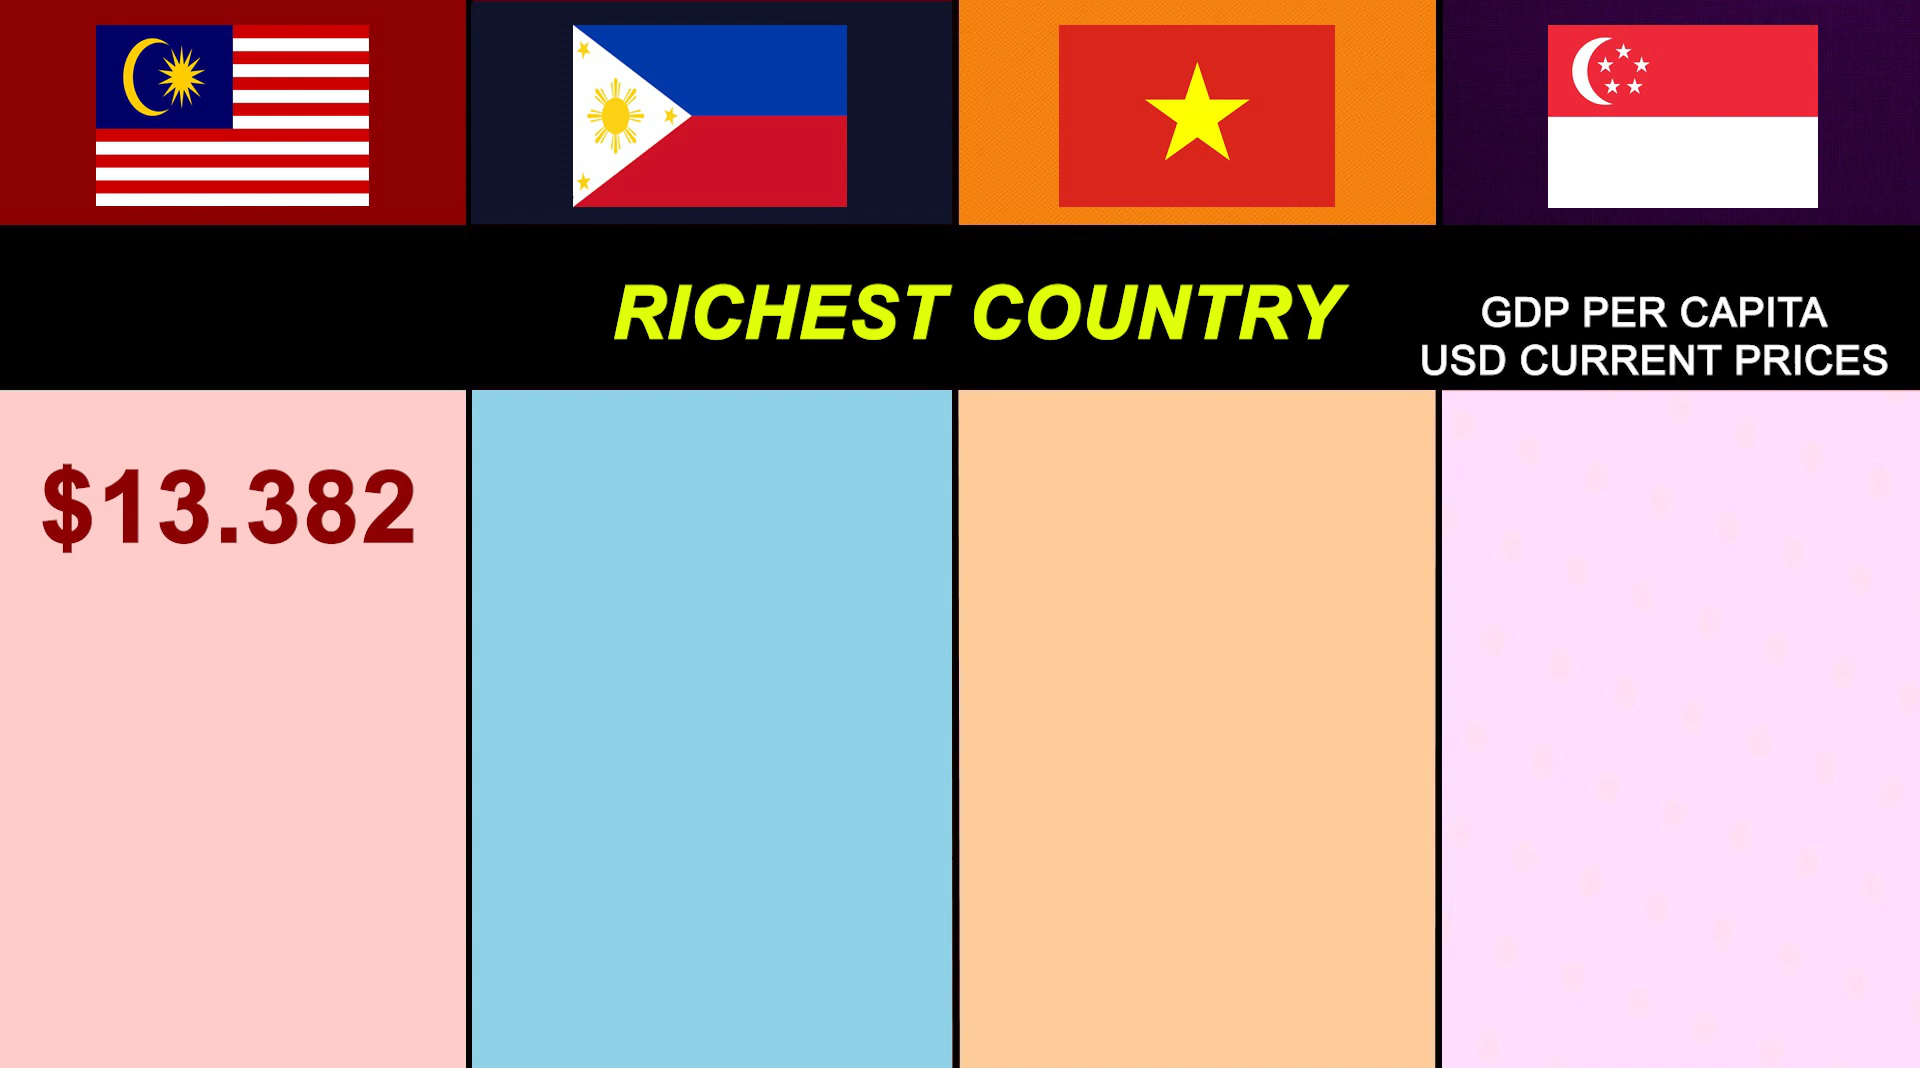 RICHEST COUNTRY
GDP PER CAPITA
USD CURRENT PRICES
$13.382